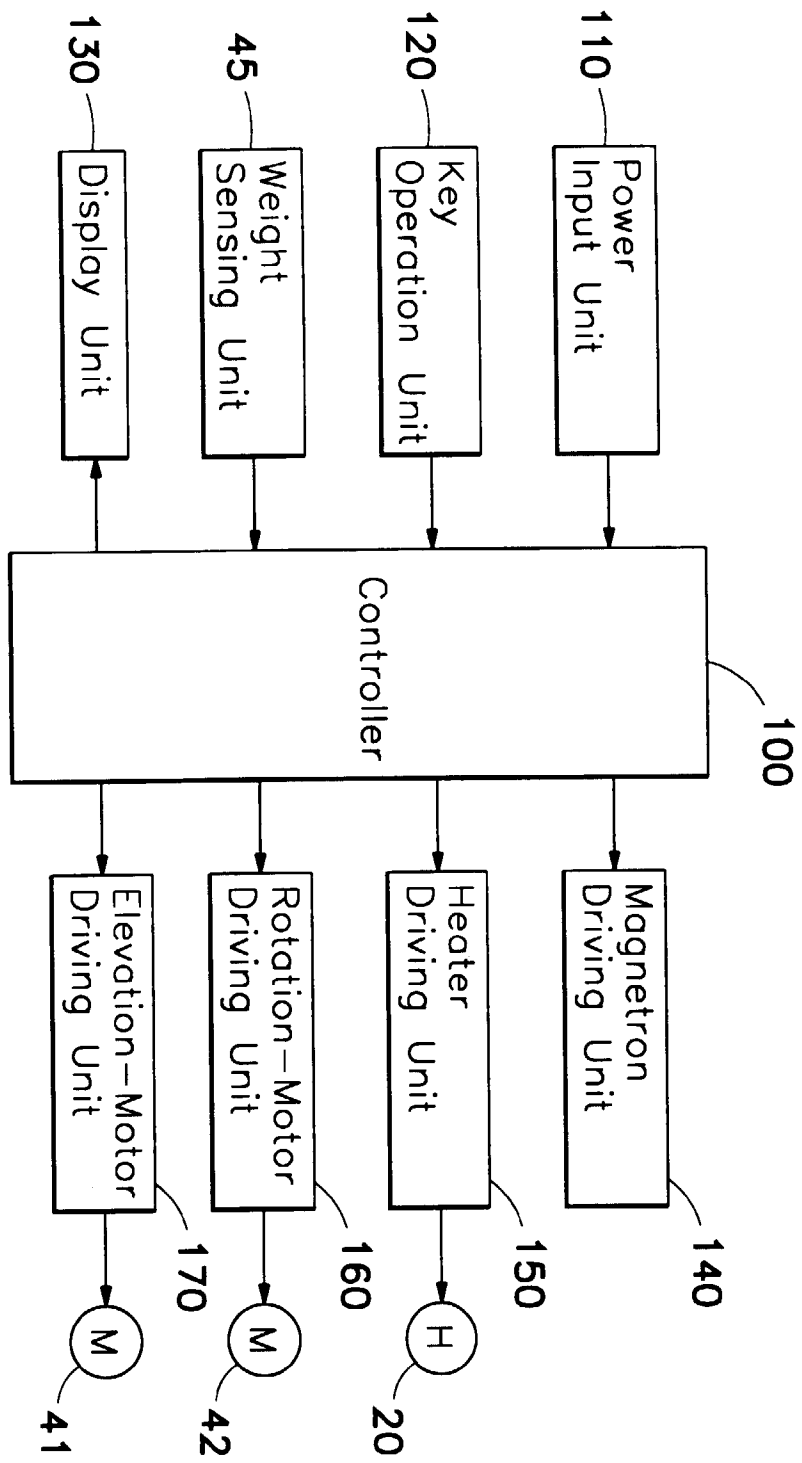 100
110
Power
Input Unit
120
Key
Operation Unit
45
Weight
Sensing Unit
130
Display Unit
Controller
Magnetron
Driving Unit
140
Heater
Driving Unit
150
H
20
Rotation-Motor
Driving Unit
160
M
42
Elevation-Motor
Driving Unit
170
M
41